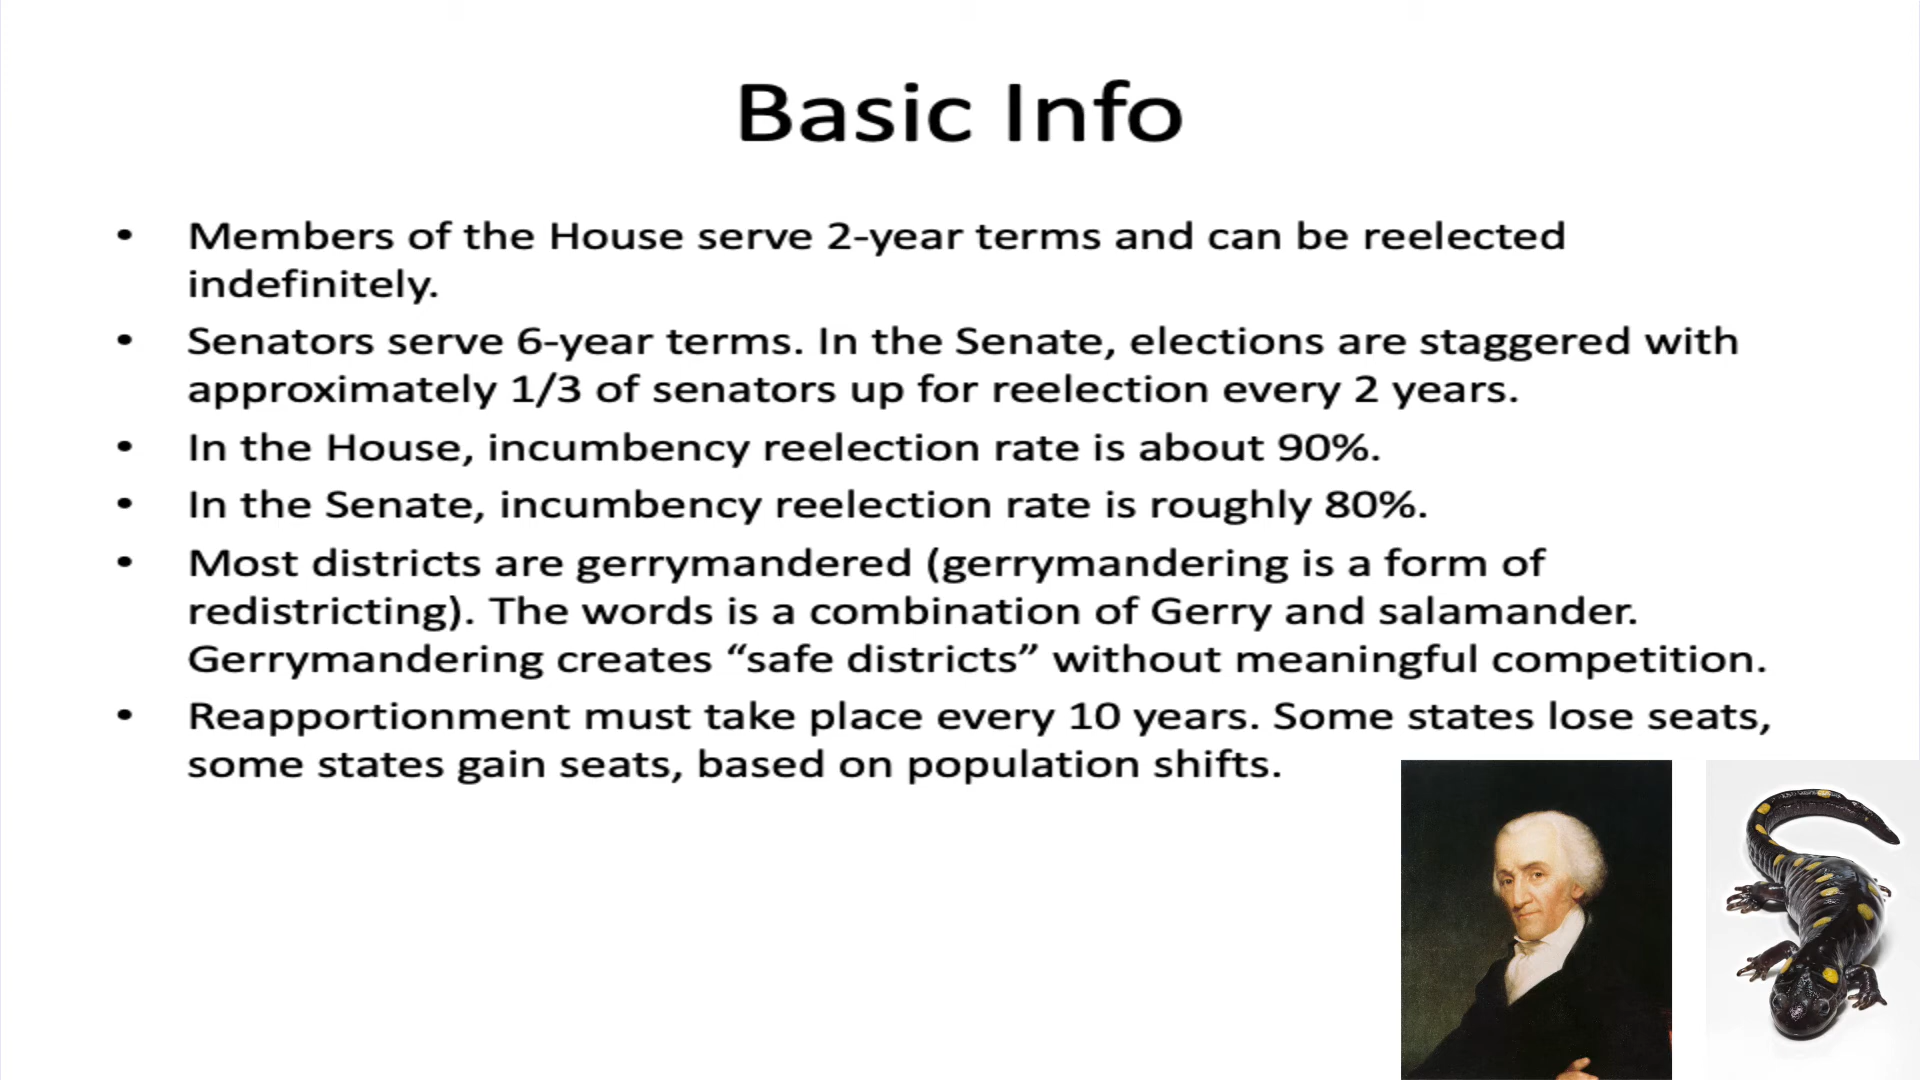 Basic Info
• Members of the House serve 2-year terms and can be reelected
indefinitely.
• Senators serve 6-year terms. In the Senate, elections are staggered with
approximately 1/3 of senators up for reelection every 2 years.
• In the House, incumbency reelection rate is about 90%.
• In the Senate, incumbency reelection rate is roughly 80%.
• Most districts are gerrymandered (gerrymandering is a form of
redistricting). The words is a combination of Gerry and salamander.
Gerrymandering creates “safe districts” without meaningful competition.
• Reapportionment must take place every 10 years. Some states lose seats,
some states gain seats, based on population shifts.